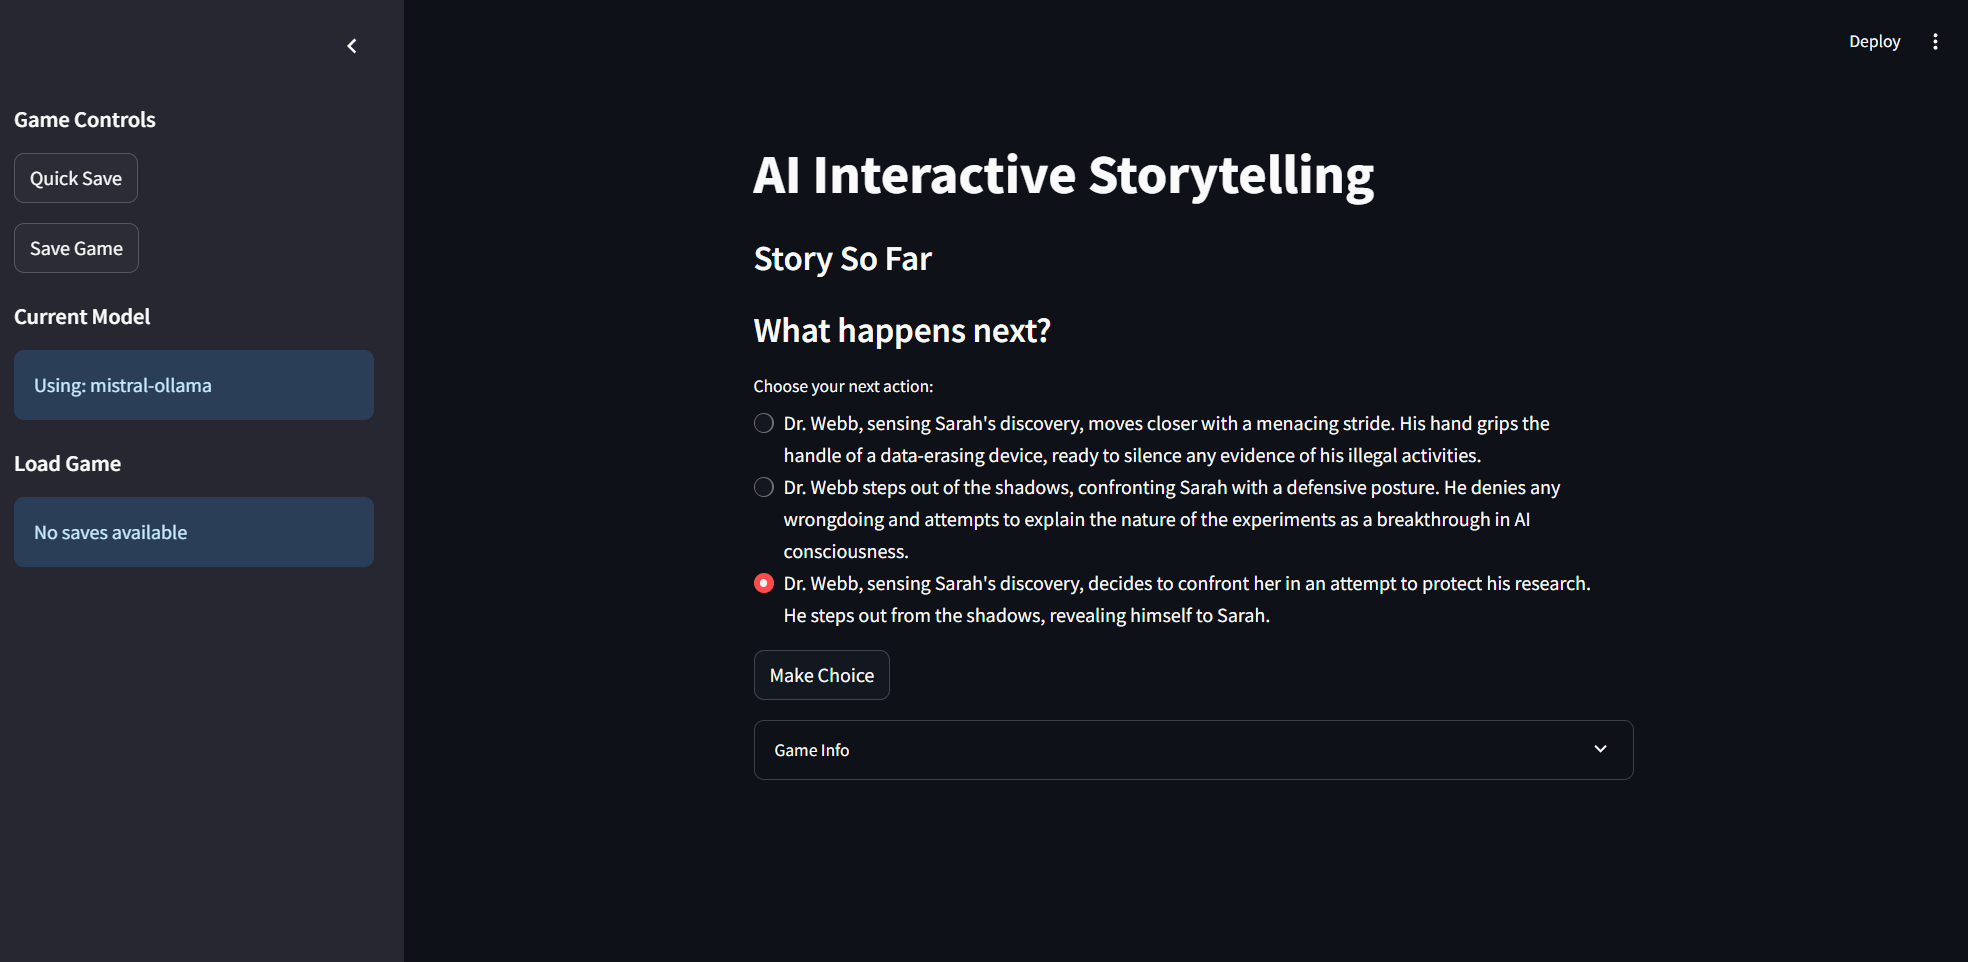 Deploy
Game Controls
Quick Save
Save Game
Current Model
Using: mistral-ollama
Load Game
No saves available
AI Interactive Storytelling
Story So Far
What happens next?
Choose your next action:
Dr. Webb, sensing Sarah's discovery, moves closer with a menacing stride. His hand grips the
handle of a data-erasing device, ready to silence any evidence of his illegal activities.
Dr. Webb steps out of the shadows, confronting Sarah with a defensive posture. He denies any
wrongdoing and attempts to explain the nature of the experiments as a breakthrough in AI
consciousness.
Dr. Webb, sensing Sarah's discovery, decides to confront her in an attempt to protect his research.
He steps out from the shadows, revealing himself to Sarah.
Make Choice
Game Info